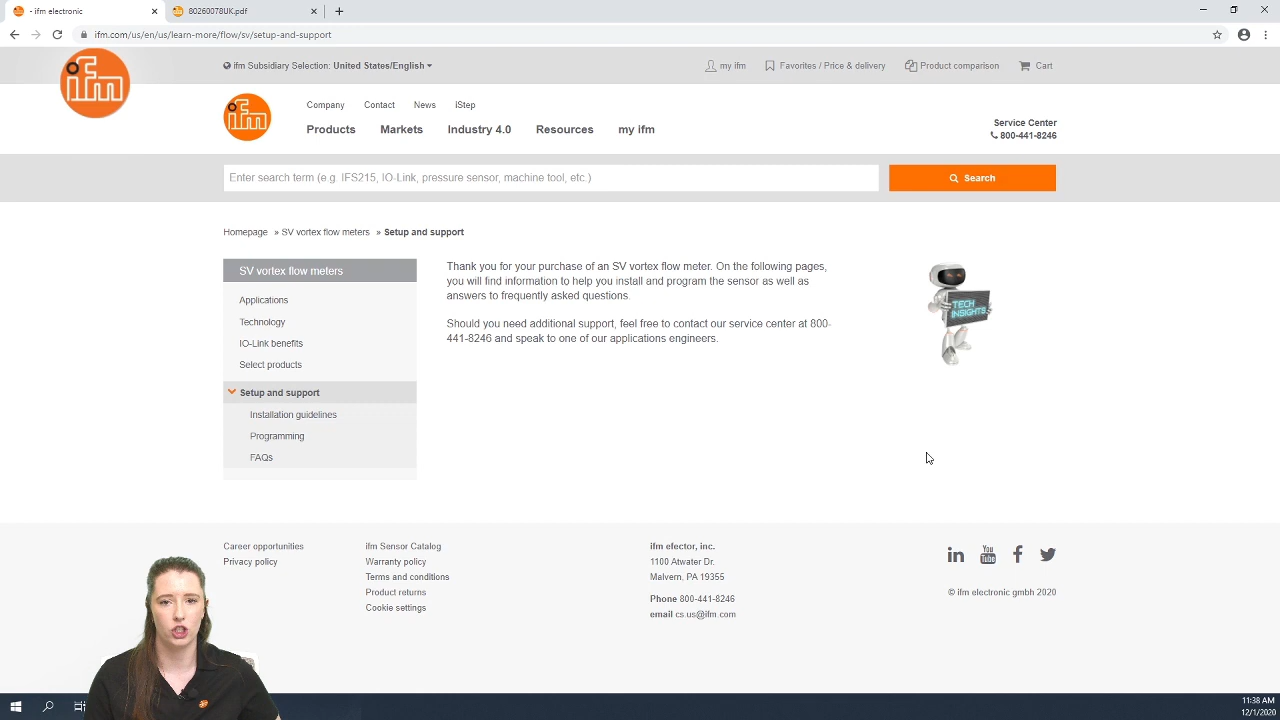 - ifm electronic
80260078UK.pdf
ifm.com/us/en/us/learn-more/flow/sv/setup-and-support
ifm
ifm Subsidiary Selection: United States/English
my ifm
Favorites / Price & delivery
Product comparison
Cart
ifm
Company
Contact
News
iStep
Products
Markets
Industry 4.0
Resources
my ifm
Service Center
800-441-8246
Enter search term (e.g. IFS215, IO-Link, pressure sensor, machine tool, etc.)
Search
Homepage » SV vortex flow meters » Setup and support
SV vortex flow meters
Applications
Technology
IO-Link benefits
Select products
Setup and support
Installation guidelines
Programming
FAQs
Thank you for your purchase of an SV vortex flow meter. On the following pages,
you will find information to help you install and program the sensor as well as
answers to frequently asked questions.
Should you need additional support, feel free to contact our service center at 800-
441-8246 and speak to one of our applications engineers.
TECH
INSIGHTS
Career opportunities
Privacy policy
ifm Sensor Catalog
Warranty policy
Terms and conditions
Product returns
Cookie settings
ifm efector, inc.
1100 Atwater Dr.
Malvern, PA 19355
Phone 800-441-8246
email cs.us@ifm.com
in
You
Tube
f
© ifm electronic gmbh 2020
11:38 AM
12/1/2020